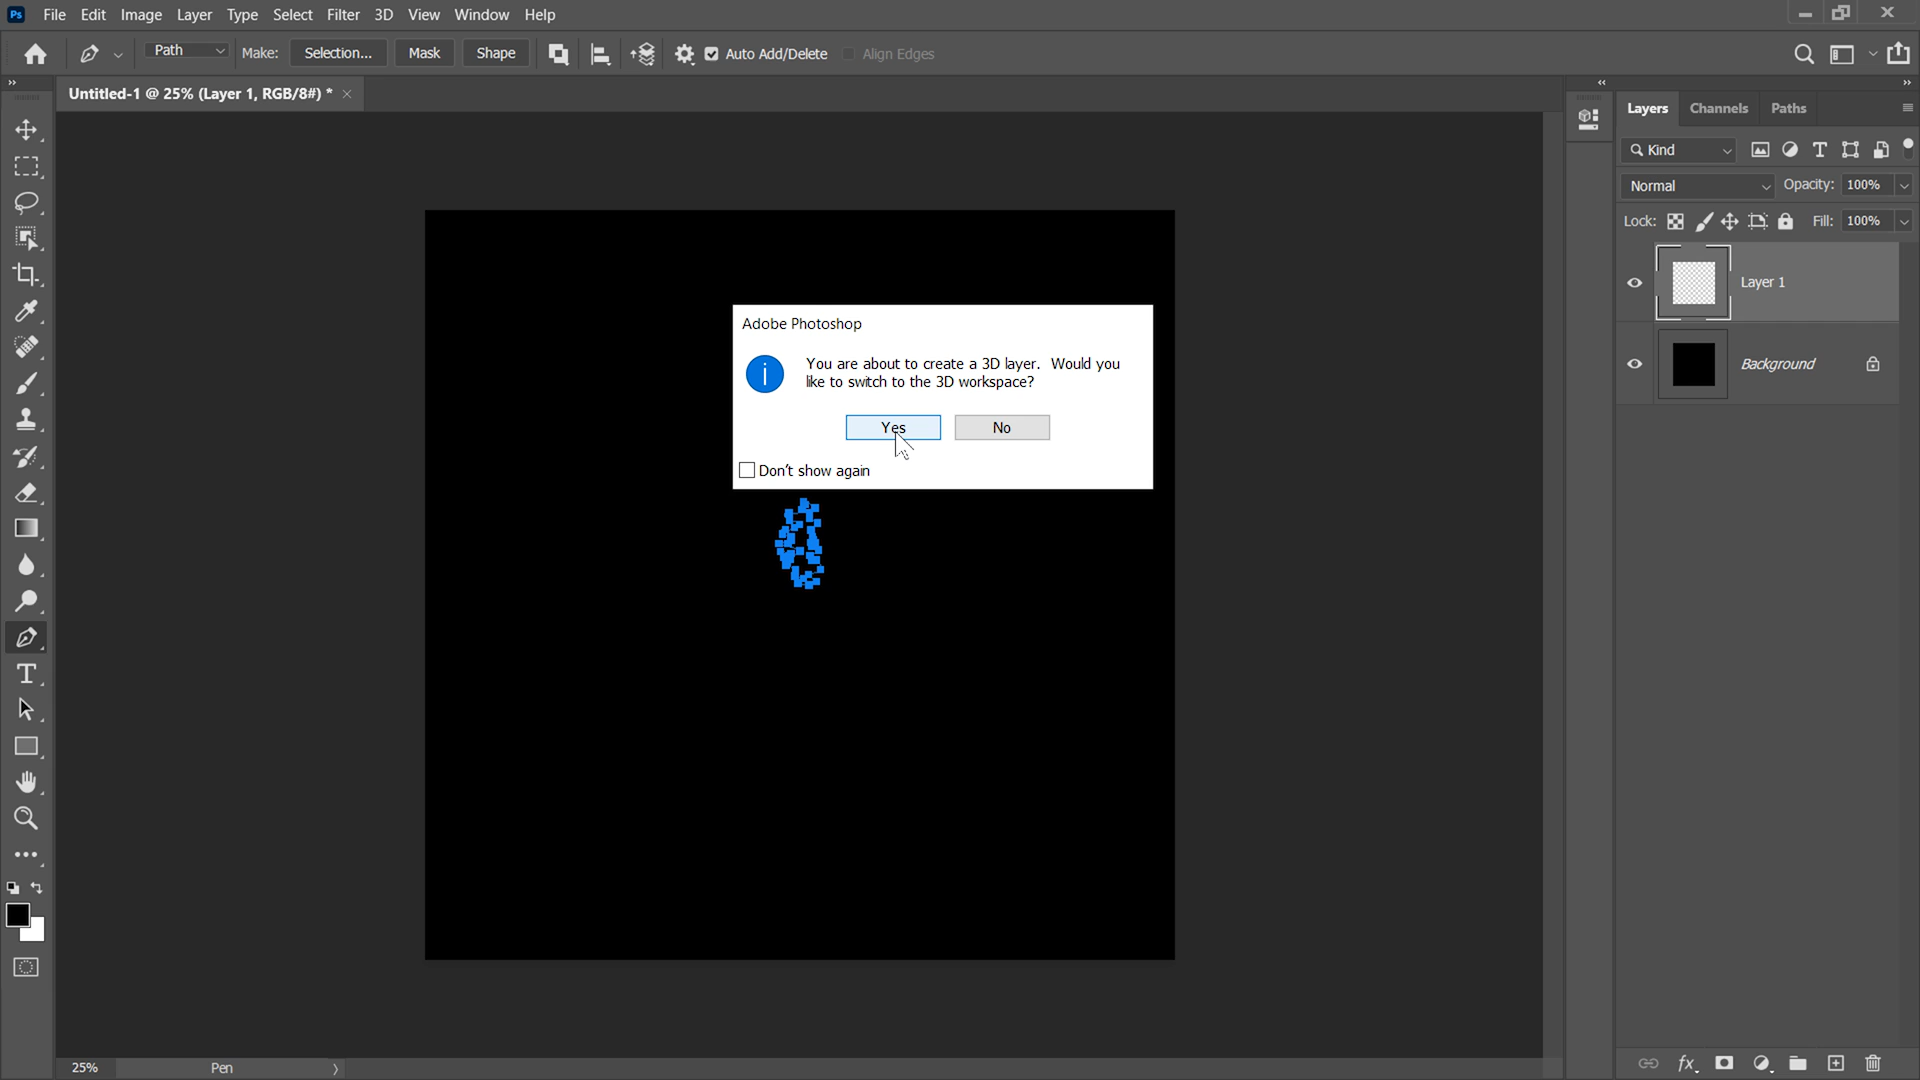 Ps File Edit Image Layer Type Select Filter 3D View Window Help
Path Make: Selection... Mask Shape Auto Add/Delete Align Edges
Untitled-1 @ 25% (Layer 1, RGB/8#) *
Layers Channels Paths
Kind
Normal Opacity: 100%
Lock: Fill: 100%
Layer 1
Background
Adobe Photoshop
You are about to create a 3D layer. Would you
like to switch to the 3D workspace?
Yes No
Don't show again
25% Pen